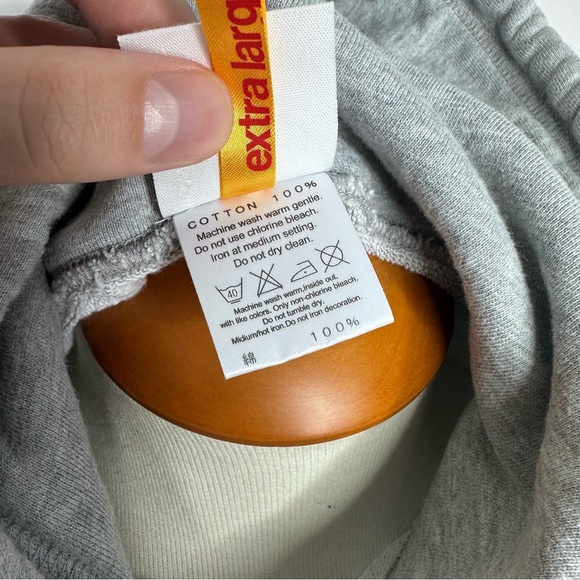 extra larg
COTTON 100%
Machine wash warm gentle.
Do not use chlorine bleach.
Iron at medium setting.
Do not dry clean.
40
Machine wash warm,Inside out,
with like colors. Only non-chlorine bleach.
Do not tumble dry.
Midium/hot iron.Do not iron decoration.
綿 100%